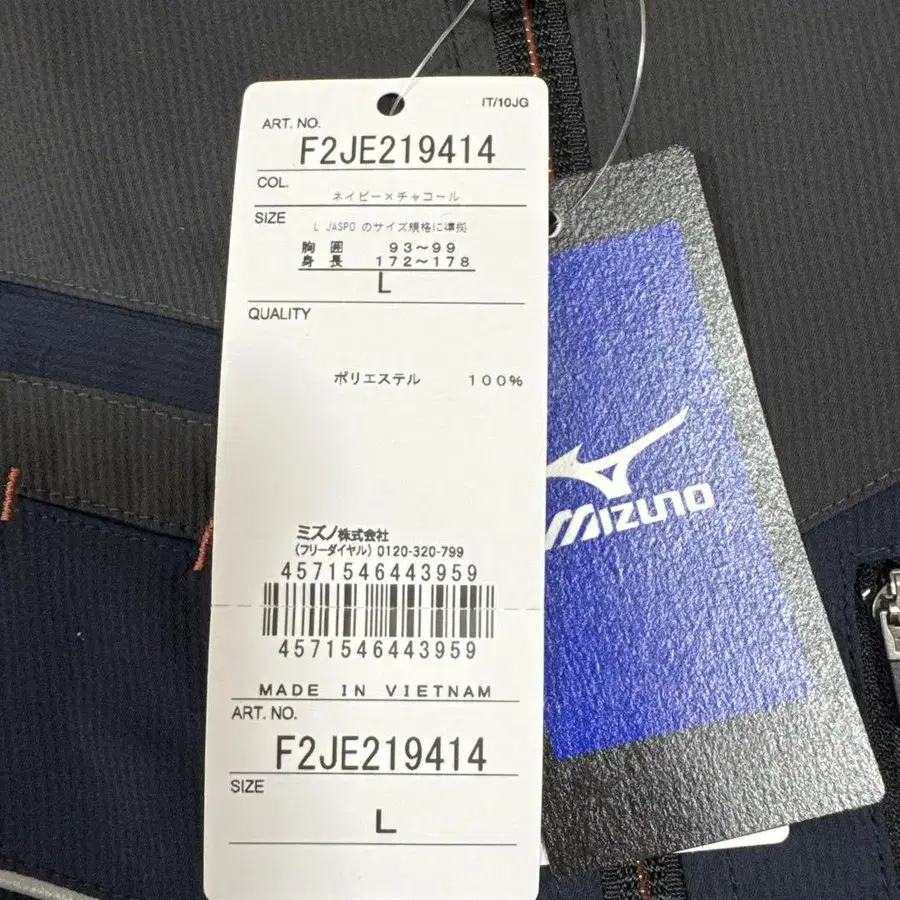 IT/10JG
ART. NO.
F2JE219414
COL.
ネイビー×チャコール
SIZE
L JASPO のサイズ規格に準拠
胸 囲 93～99
身 長 172～178
L
QUALITY
ポリエステル 100%
ミズノ株式会社
(フリーダイヤル) 0120-320-799
4571546443959
4571546443959
MADE IN VIETNAM
ART. NO.
F2JE219414
SIZE
L
MIZUNO